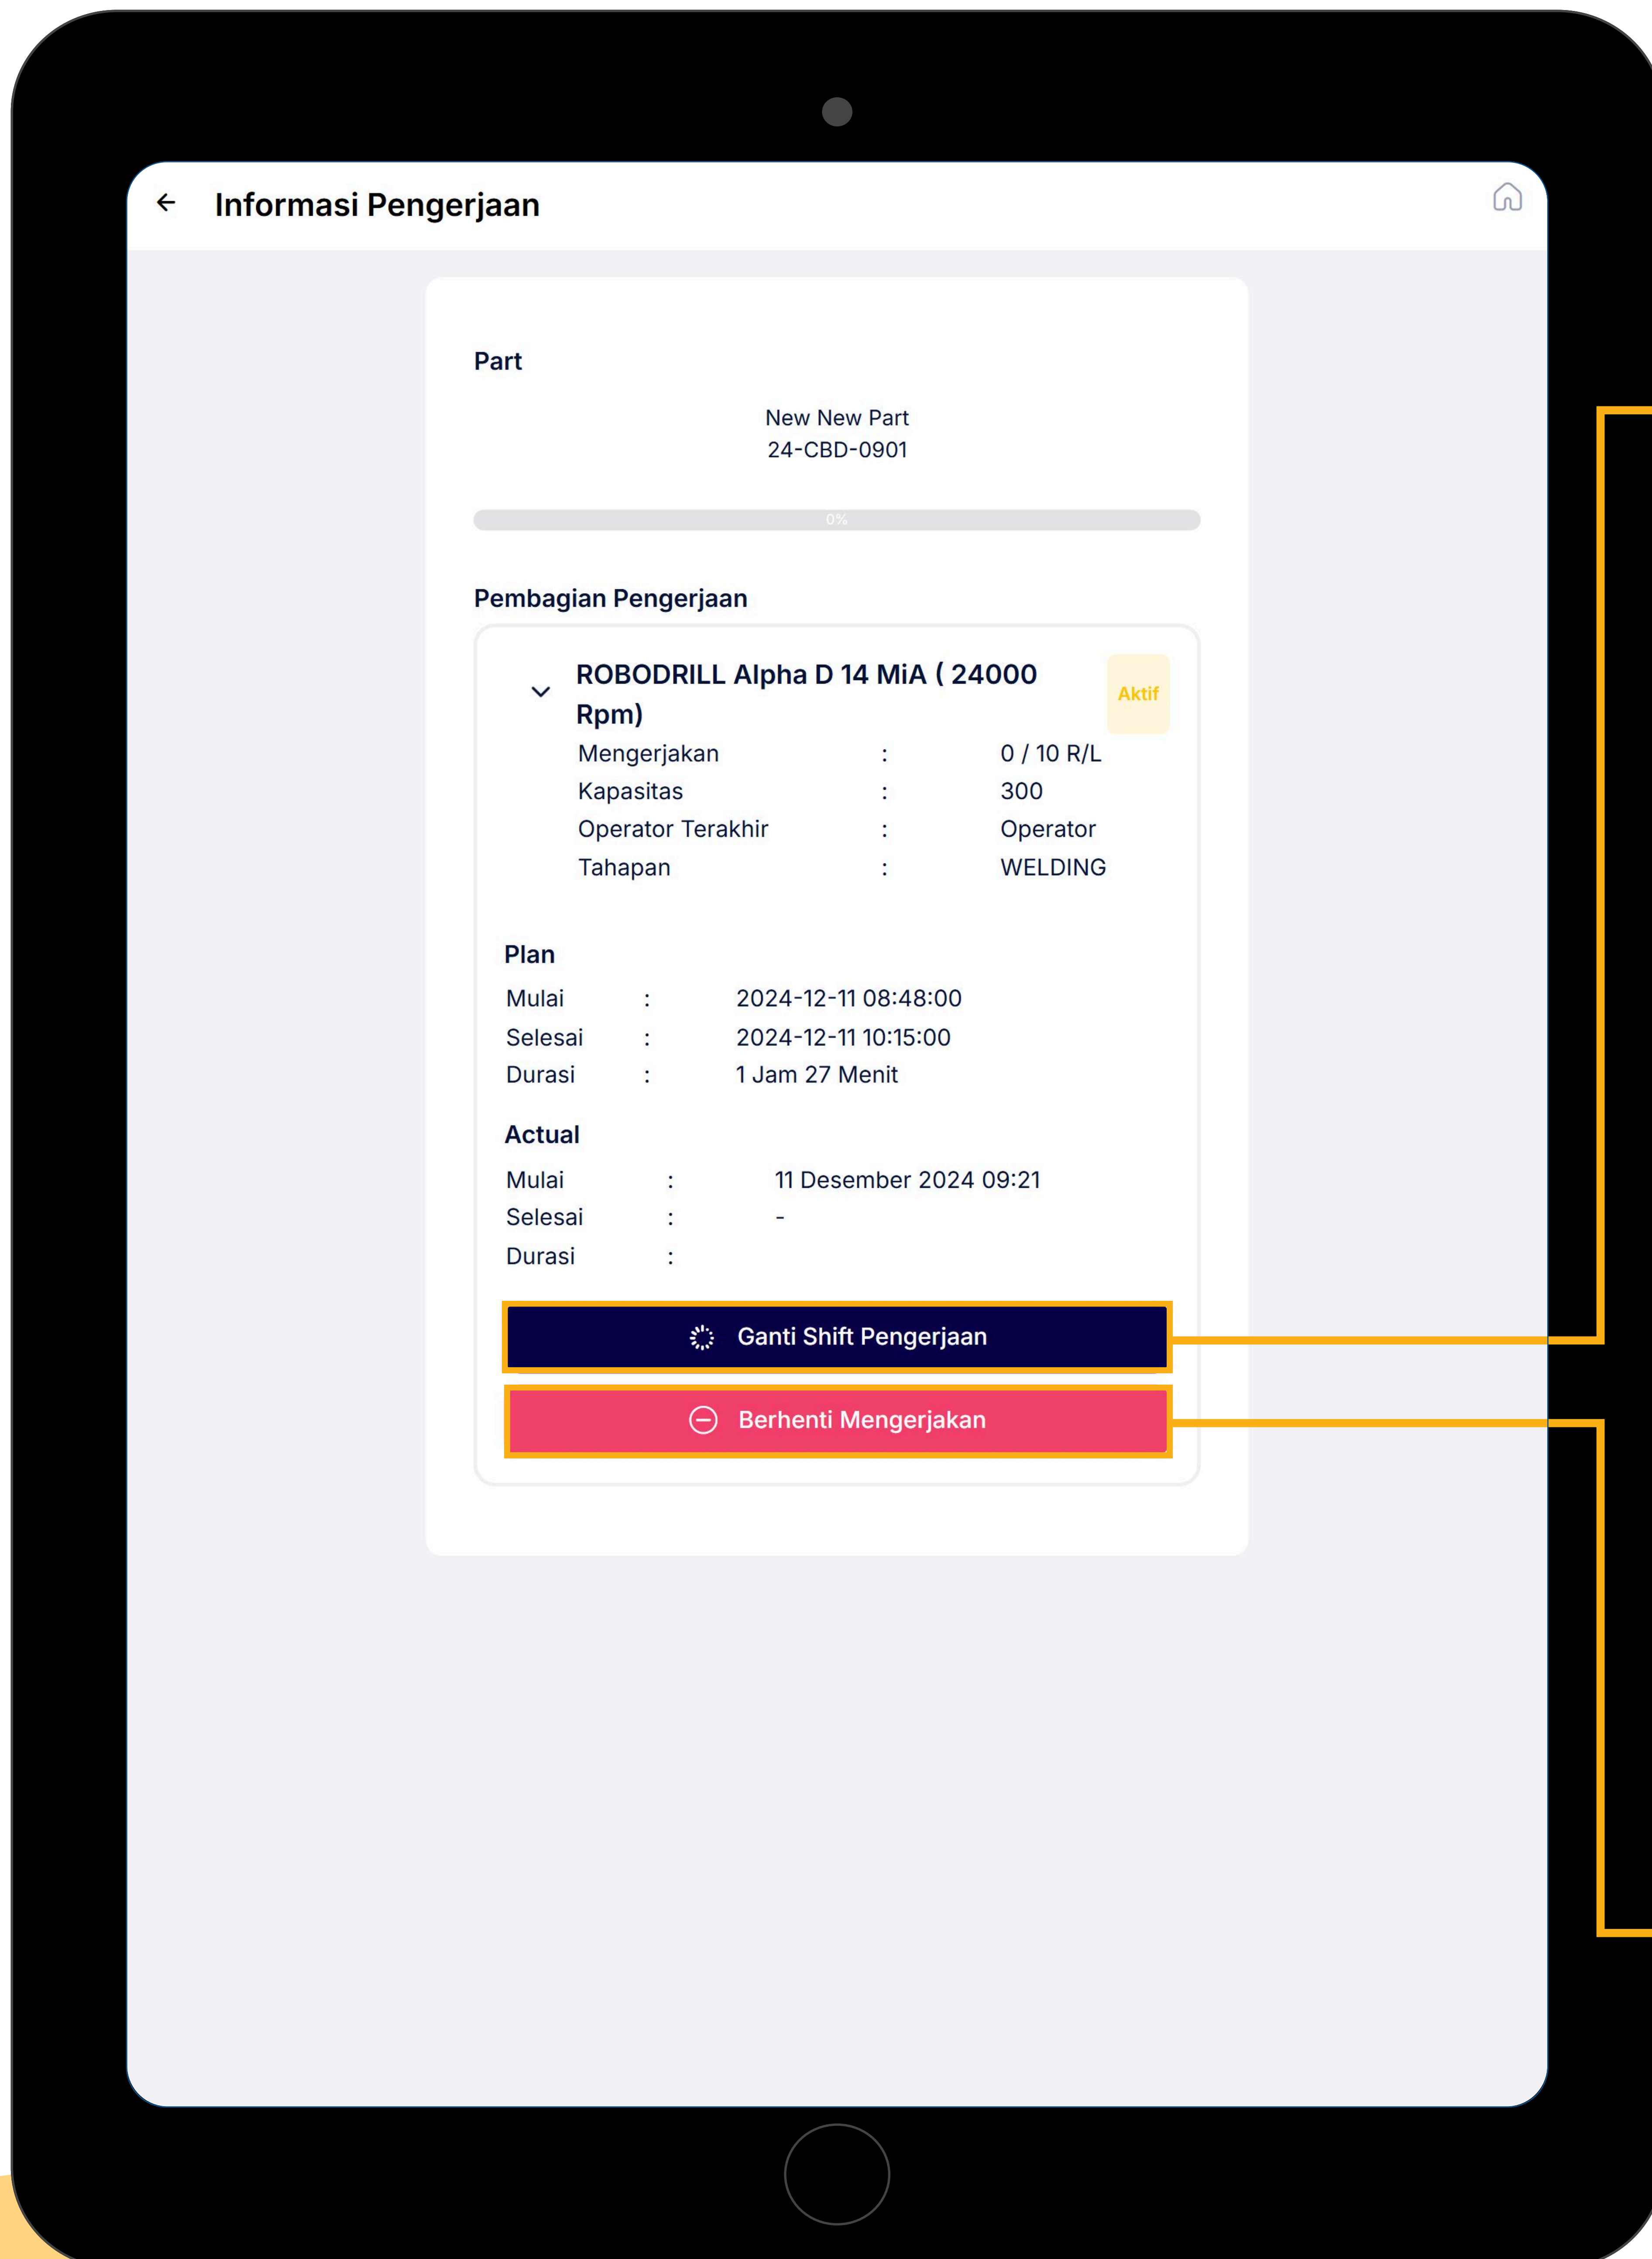 Informasi Pengerjaan
Part
New New Part
24-CBD-0901
0%
Pembagian Pengerjaan
ROBODRILL Alpha D 14 MiA ( 24000
Rpm)
Aktif
Mengerjakan : 0 / 10 R/L
Kapasitas : 300
Operator Terakhir : Operator
Tahapan : WELDING
Plan
Mulai : 2024-12-11 08:48:00
Selesai : 2024-12-11 10:15:00
Durasi : 1 Jam 27 Menit
Actual
Mulai : 11 Desember 2024 09:21
Selesai : -
Durasi :
Ganti Shift Pengerjaan
Berhenti Mengerjakan